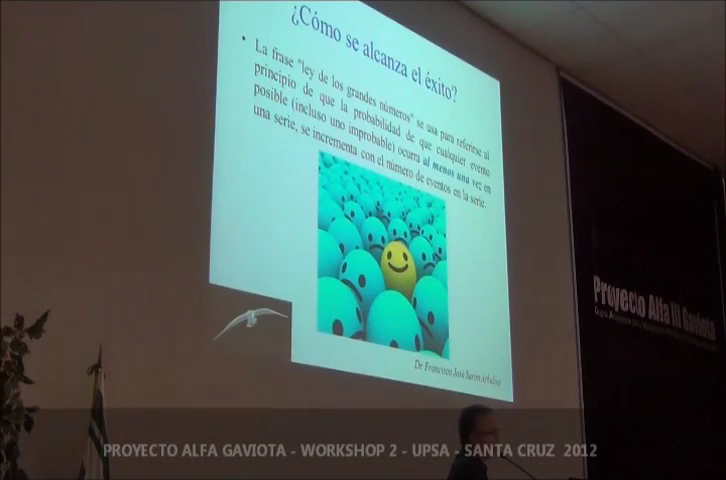 ¿Cómo se alcanza el éxito?
• La frase "ley de los grandes números" se usa para referirse al
principio de que la probabilidad de que cualquier evento
posible (incluso uno improbable) ocurra al menos una vez en
una serie, se incrementa con el número de eventos en la serie.
Dr. Francisco José
Proyecto Alfa III Gaviota
PROYECTO ALFA GAVIOTA - WORKSHOP 2 - UPSA - SANTA CRUZ 2012